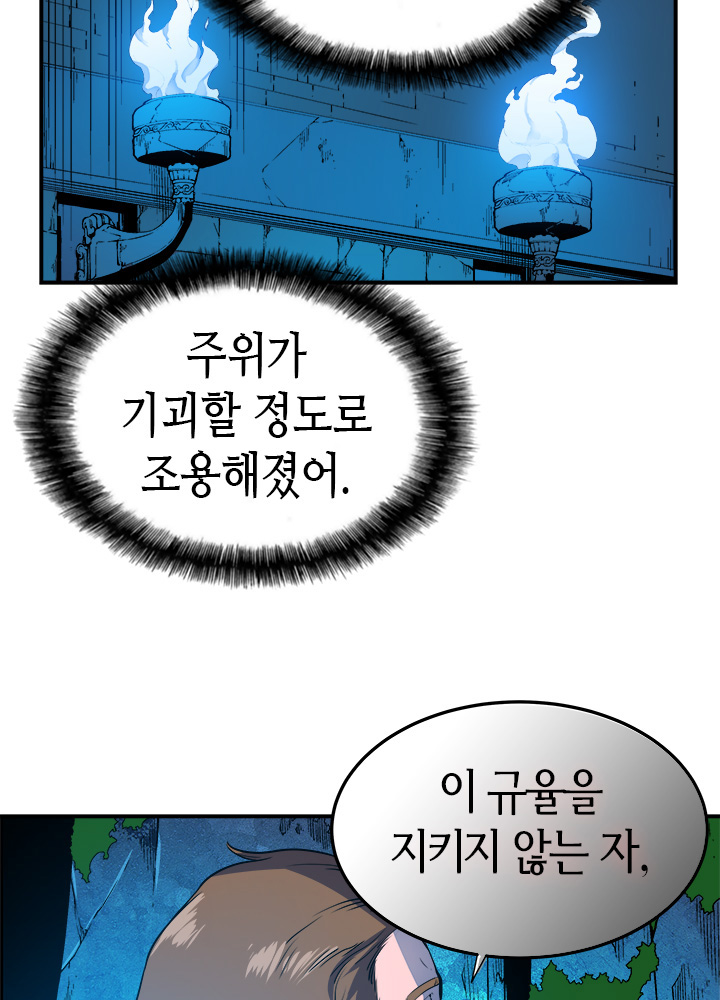 주위가
기괴할 정도로
조용해졌어.
이 규율을
지키지 않는 자,